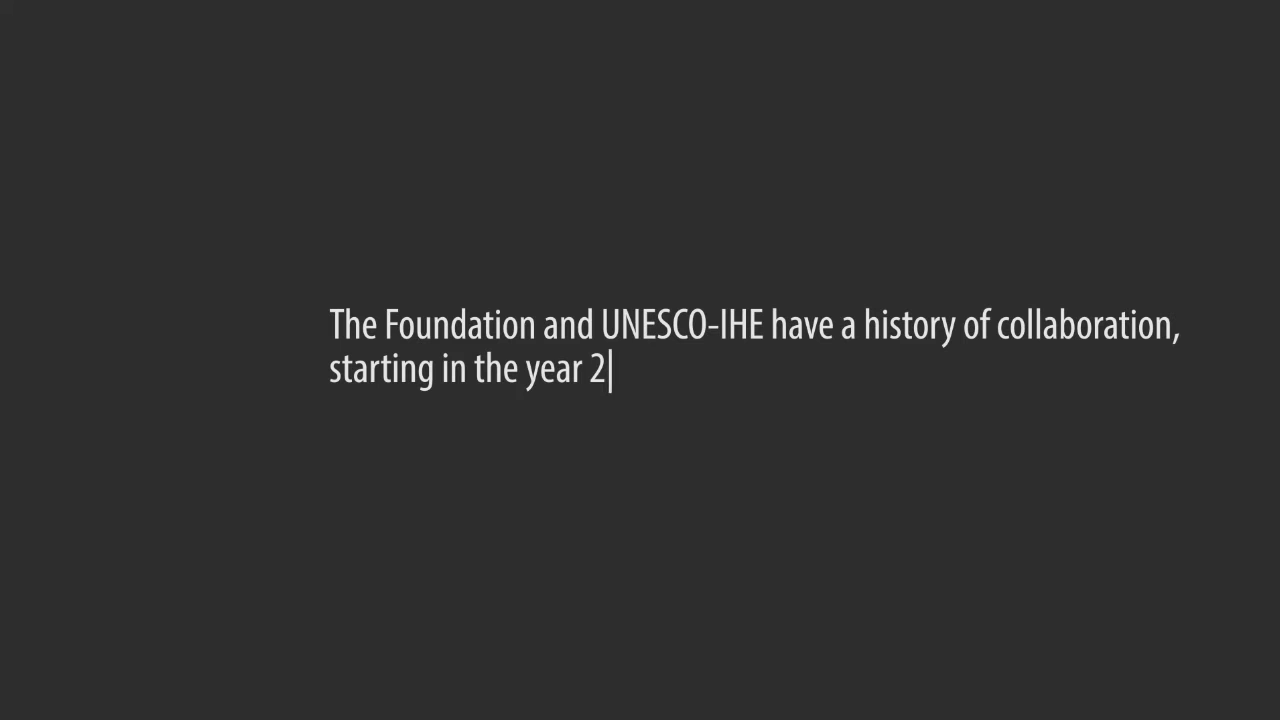 The Foundation and UNESCO-IHE have a history of collaboration,
starting in the year 2|